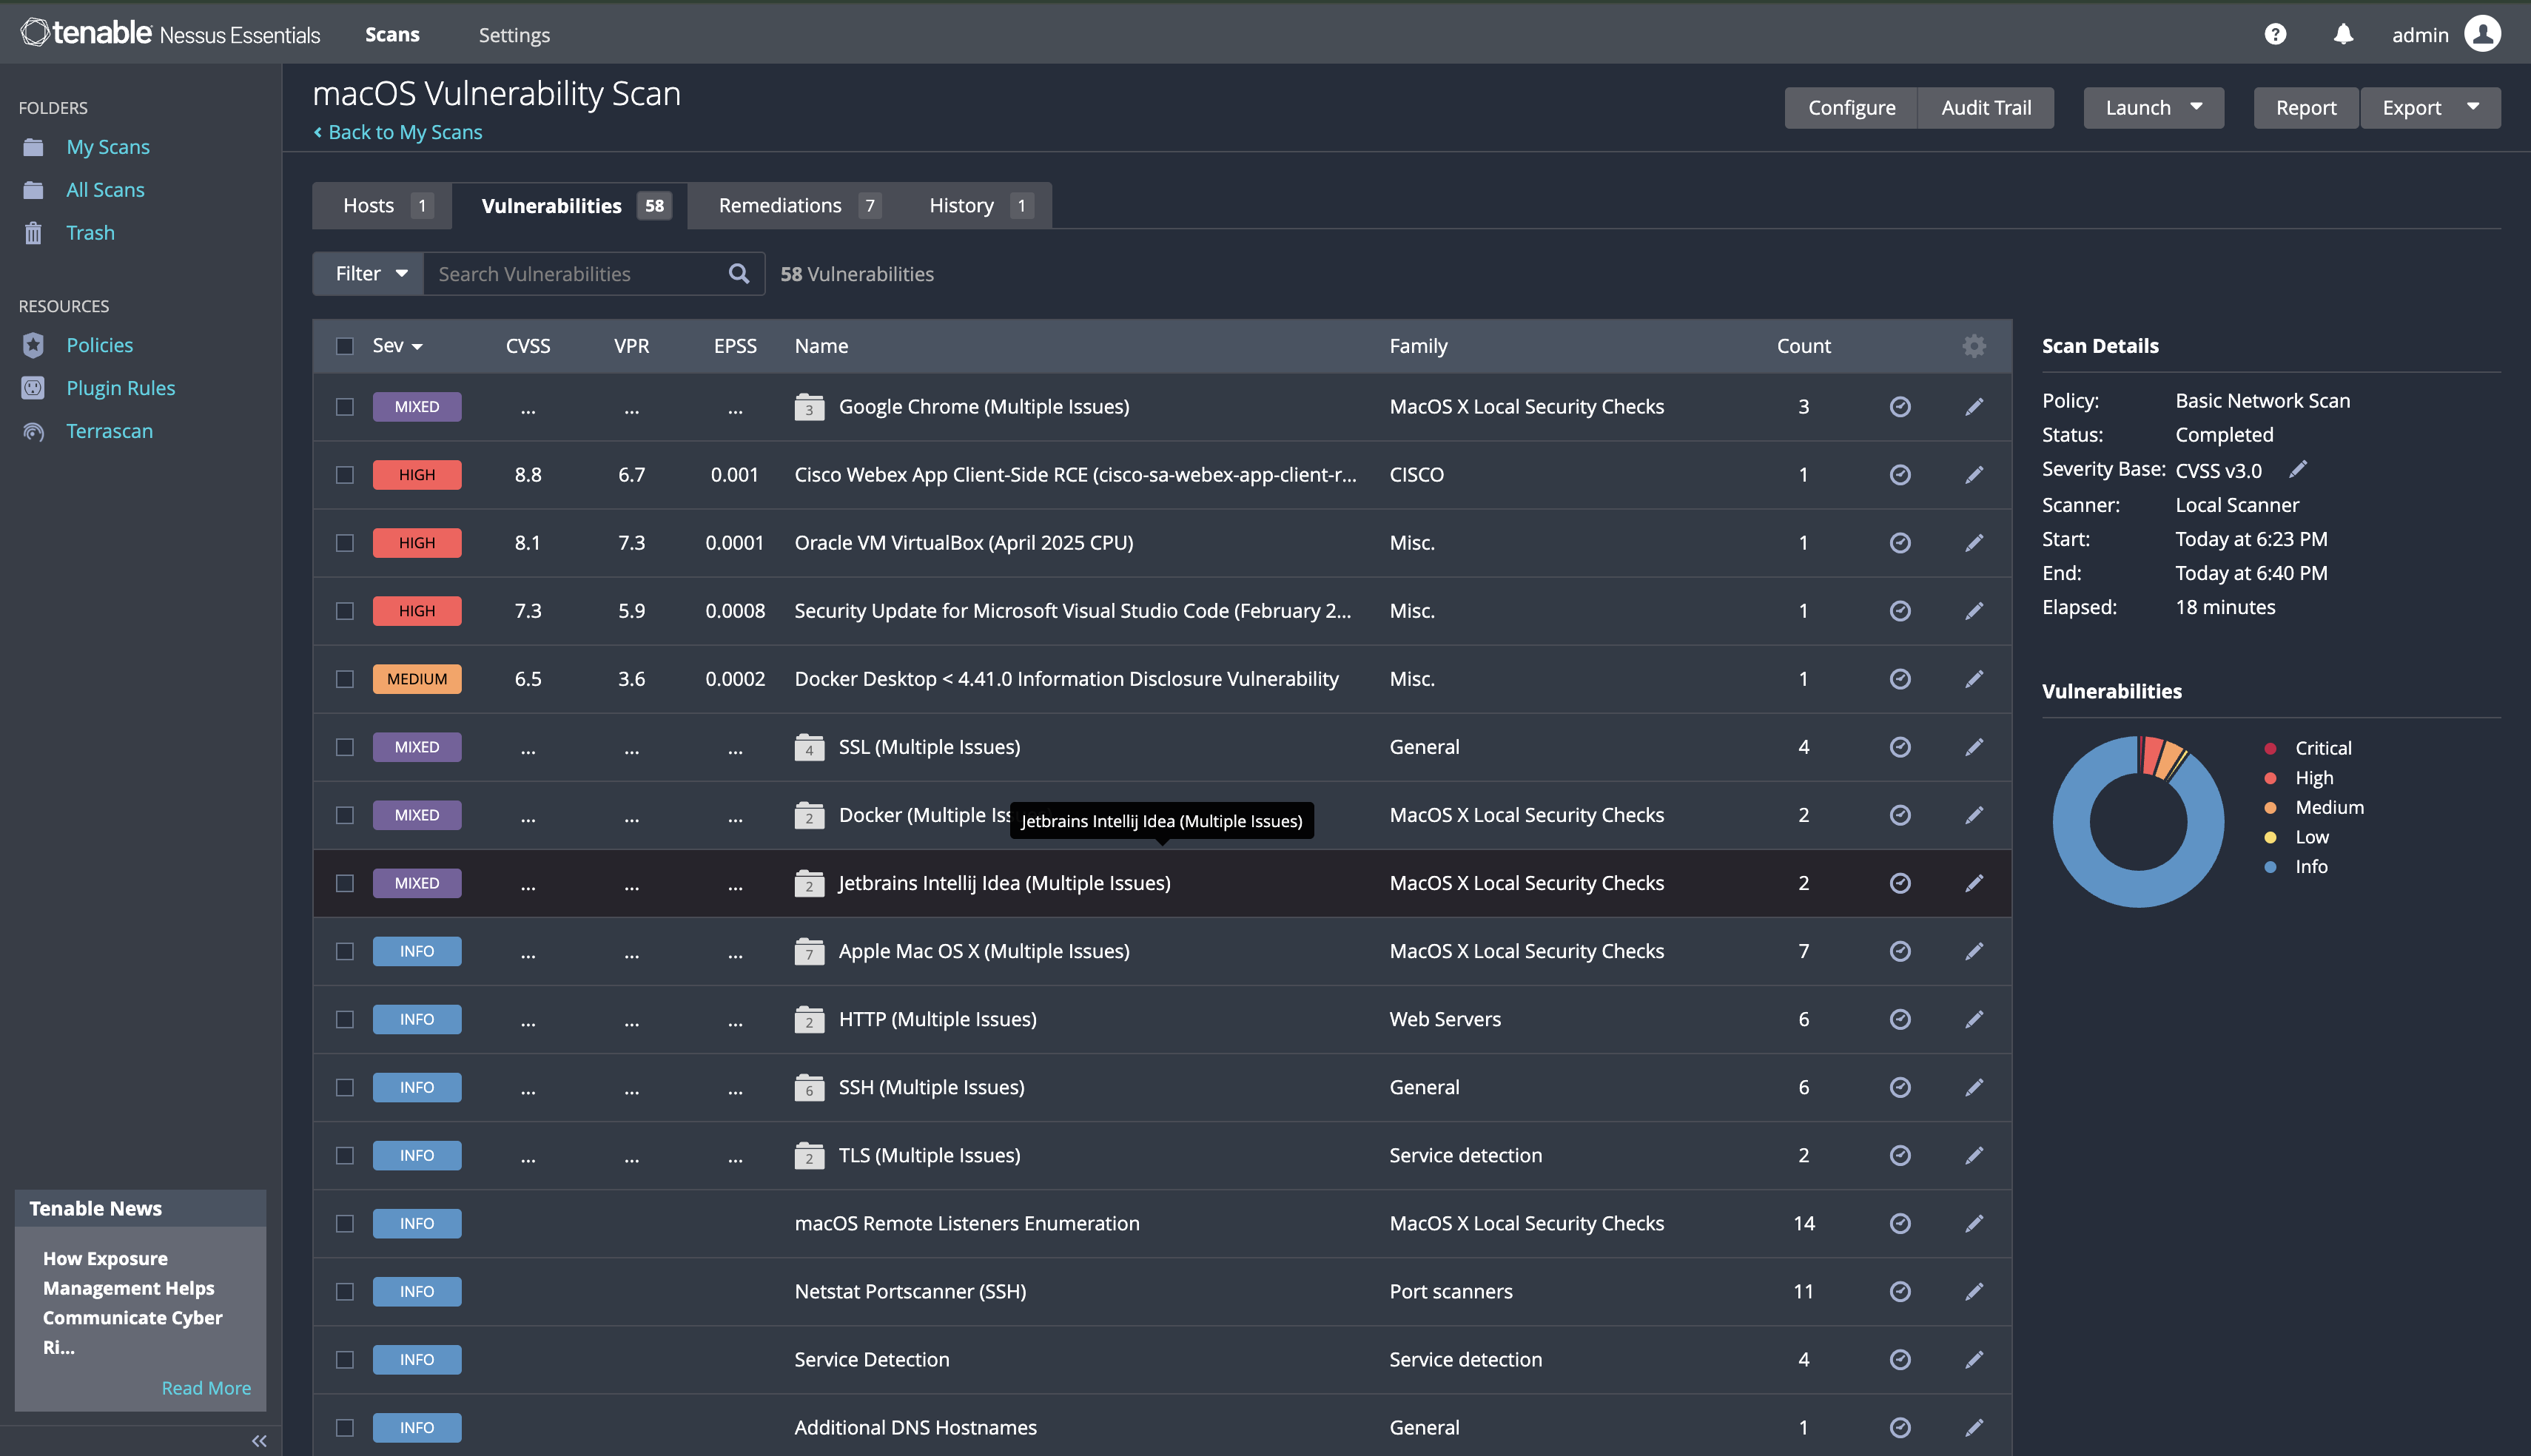 tenable Nessus Essentials Scans Settings admin
FOLDERS
My Scans
All Scans
Trash
RESOURCES
Policies
Plugin Rules
Terrascan
Tenable News
How Exposure
Management Helps
Communicate Cyber
Ri...
Read More
macOS Vulnerability Scan
Back to My Scans
Configure Audit Trail Launch Report Export
Hosts 1 Vulnerabilities 58 Remediations 7 History 1
Filter Search Vulnerabilities 58 Vulnerabilities
Sev CVSS VPR EPSS Name Family Count
MIXED ... ... ... 3 Google Chrome (Multiple Issues) MacOS X Local Security Checks 3
HIGH 8.8 6.7 0.001 Cisco Webex App Client-Side RCE (cisco-sa-webex-app-client-r... CISCO 1
HIGH 8.1 7.3 0.0001 Oracle VM VirtualBox (April 2025 CPU) Misc. 1
HIGH 7.3 5.9 0.0008 Security Update for Microsoft Visual Studio Code (February 2... Misc. 1
MEDIUM 6.5 3.6 0.0002 Docker Desktop < 4.41.0 Information Disclosure Vulnerability Misc. 1
MIXED ... ... ... 4 SSL (Multiple Issues) General 4
MIXED ... ... ... 2 Docker (Multiple Iss MacOS X Local Security Checks 2
Jetbrains Intellij Idea (Multiple Issues)
MIXED ... ... ... 2 Jetbrains Intellij Idea (Multiple Issues) MacOS X Local Security Checks 2
INFO ... ... ... 7 Apple Mac OS X (Multiple Issues) MacOS X Local Security Checks 7
INFO ... ... ... 2 HTTP (Multiple Issues) Web Servers 6
INFO ... ... ... 6 SSH (Multiple Issues) General 6
INFO ... ... ... 2 TLS (Multiple Issues) Service detection 2
INFO macOS Remote Listeners Enumeration MacOS X Local Security Checks 14
INFO Netstat Portscanner (SSH) Port scanners 11
INFO Service Detection Service detection 4
INFO Additional DNS Hostnames General 1
Scan Details
Policy: Basic Network Scan
Status: Completed
Severity Base: CVSS v3.0
Scanner: Local Scanner
Start: Today at 6:23 PM
End: Today at 6:40 PM
Elapsed: 18 minutes
Vulnerabilities
Critical
High
Medium
Low
Info